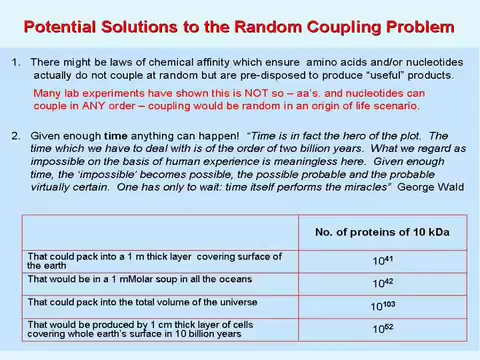 Potential Solutions to the Random Coupling Problem
1. There might be laws of chemical affinity which ensure amino acids and/or nucleotides
actually do not couple at random but are pre-disposed to produce “useful” products.
Many lab experiments have shown this is NOT so – aa's. and nucleotides can
couple in ANY order – coupling would be random in an origin of life scenario.
2. Given enough time anything can happen! “Time is in fact the hero of the plot. The
time which we have to deal with is of the order of two billion years. What we regard as
impossible on the basis of human experience is meaningless here. Given enough
time, the ‘impossible’ becomes possible, the possible probable and the probable
virtually certain. One has only to wait: time itself performs the miracles” George Wald
No. of proteins of 10 kDa
That could pack into a 1 m thick layer covering surface of
the earth
10⁴¹
That would be in a 1 mMolar soup in all the oceans
10⁴²
That could pack into the total volume of the universe
10¹⁰³
That would be produced by 1 cm thick layer of cells
covering whole earth's surface in 10 billion years
10⁵²